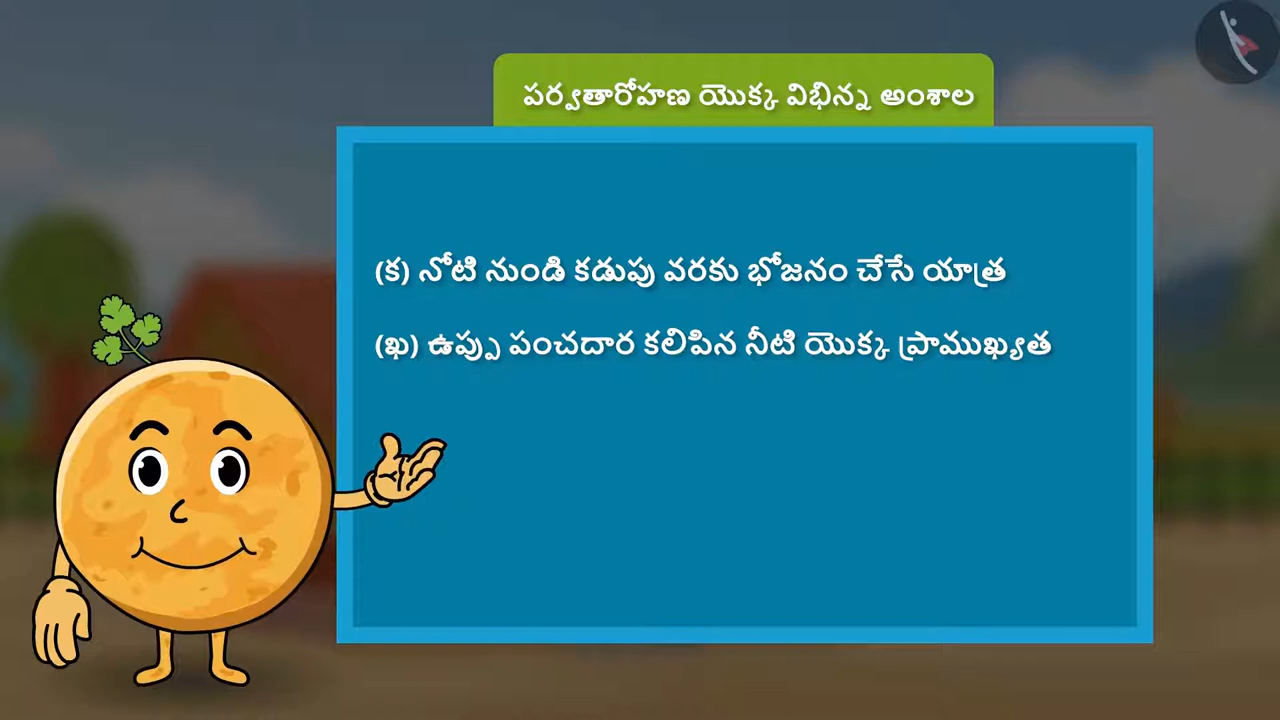 పర్వతారోహణ యొక్క విభిన్న అంశాల
(క) నోటి నుండి కడుపు వరకు భోజనం చేసే యాత్ర
(ఖ) ఉప్పు పంచదార కలిపిన నీటి యొక్క ప్రాముఖ్యత